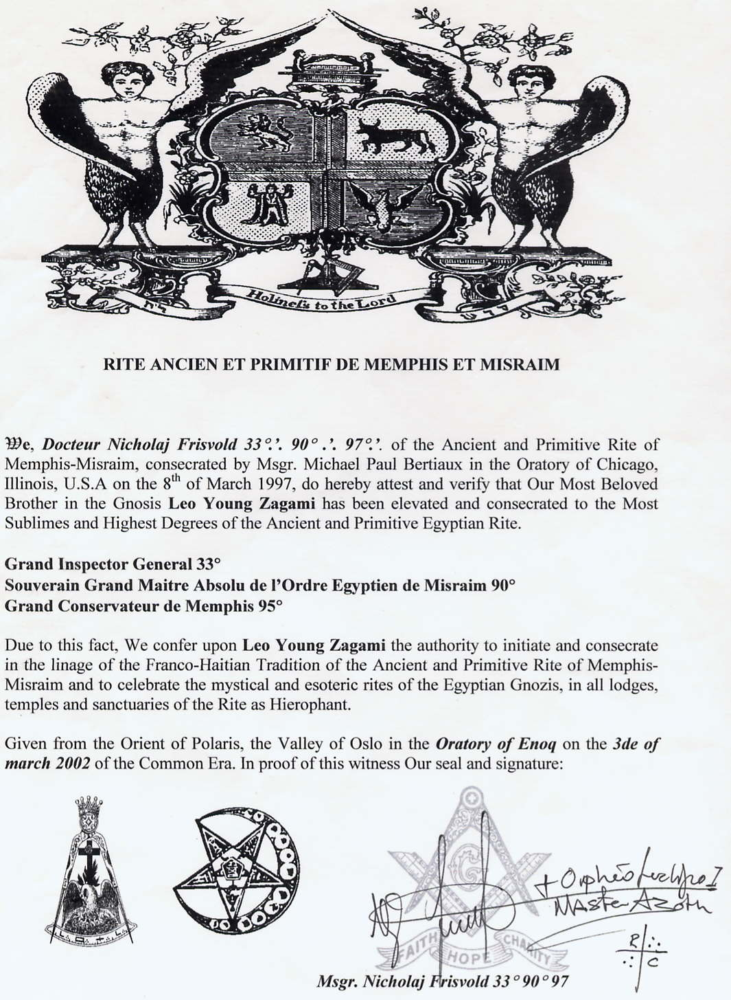 Holineſs to the Lord
קדש
RITE ANCIEN ET PRIMITIF DE MEMPHIS ET MISRAIM
We, Docteur Nicholaj Frisvold 33°.'. 90° .'. 97°.'. of the Ancient and Primitive Rite of
Memphis-Misraim, consecrated by Msgr. Michael Paul Bertiaux in the Oratory of Chicago,
Illinois, U.S.A on the 8th of March 1997, do hereby attest and verify that Our Most Beloved
Brother in the Gnosis Leo Young Zagami has been elevated and consecrated to the Most
Sublimes and Highest Degrees of the Ancient and Primitive Egyptian Rite.
Grand Inspector General 33°
Souverain Grand Maitre Absolu de l’Ordre Egyptien de Misraim 90°
Grand Conservateur de Memphis 95°
Due to this fact, We confer upon Leo Young Zagami the authority to initiate and consecrate
in the linage of the Franco-Haitian Tradition of the Ancient and Primitive Rite of Memphis-
Misraim and to celebrate the mystical and esoteric rites of the Egyptian Gnozis, in all lodges,
temples and sanctuaries of the Rite as Hierophant.
Given from the Orient of Polaris, the Valley of Oslo in the Oratory of Enoq on the 3de of
march 2002 of the Common Era. In proof of this witness Our seal and signature:
G
Master Azoth
R
C
FAITH HOPE CHARITY
Msgr. Nicholaj Frisvold 33°90°97